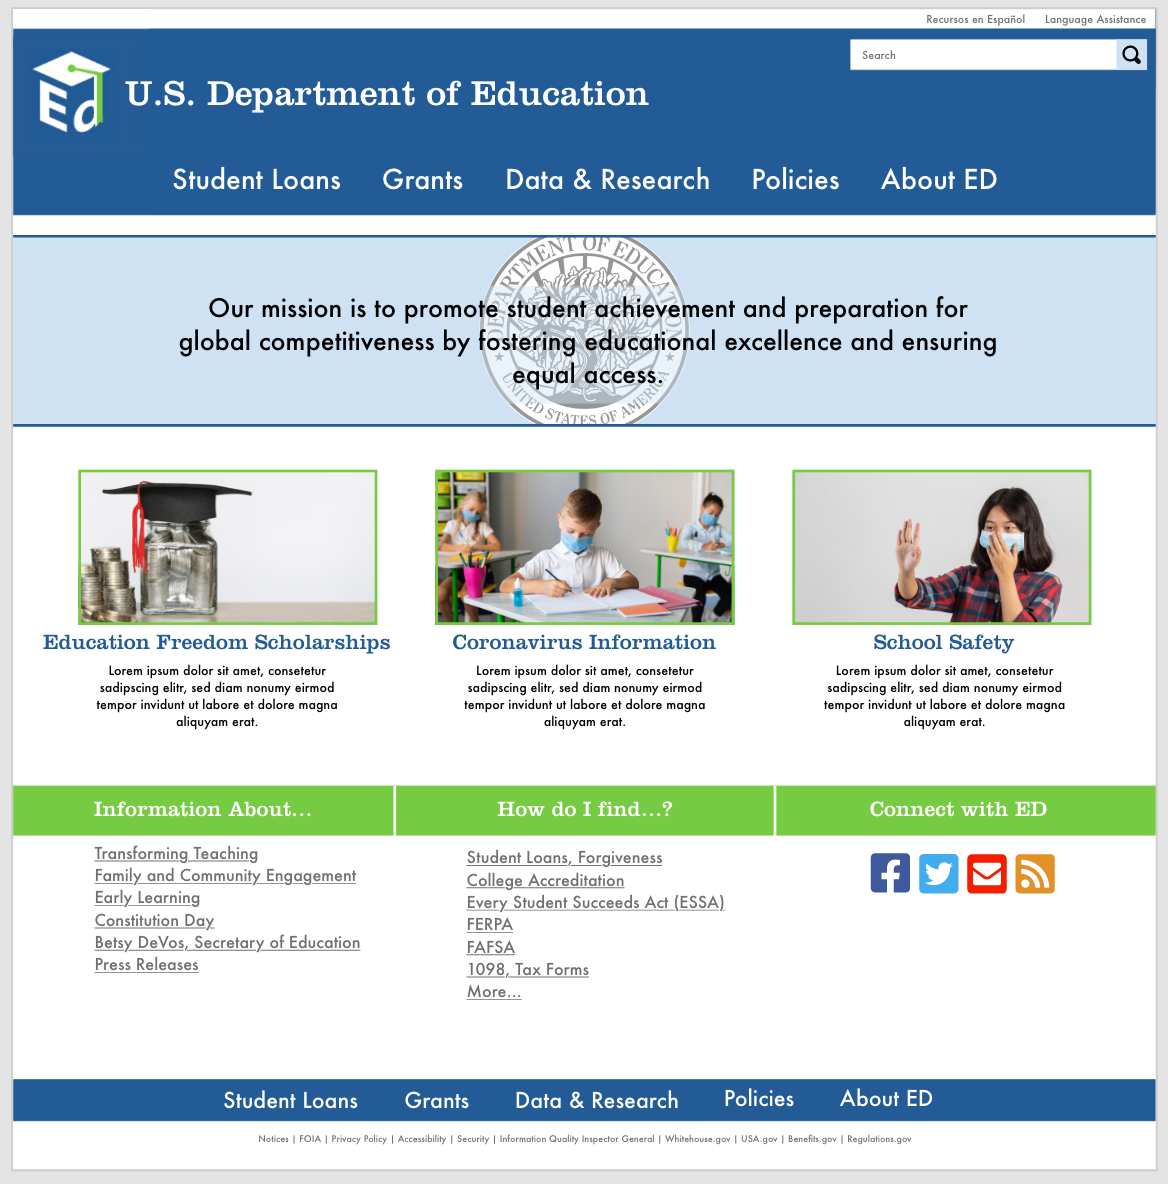 Recursos en Español Language Assistance
Search
Ed
U.S. Department of Education
Student Loans Grants Data & Research Policies About ED
DEPARTMENT OF EDUCATION
Our mission is to promote student achievement and preparation for
global competitiveness by fostering educational excellence and ensuring
equal access.
UNITED STATES OF AMERICA
Education Freedom Scholarships
Lorem ipsum dolor sit amet, consetetur
sadipscing elitr, sed diam nonumy eirmod
tempor invidunt ut labore et dolore magna
aliquyam erat.
Coronavirus Information
Lorem ipsum dolor sit amet, consetetur
sadipscing elitr, sed diam nonumy eirmod
tempor invidunt ut labore et dolore magna
aliquyam erat.
School Safety
Lorem ipsum dolor sit amet, consetetur
sadipscing elitr, sed diam nonumy eirmod
tempor invidunt ut labore et dolore magna
aliquyam erat.
Information About...
Transforming Teaching
Family and Community Engagement
Early Learning
Constitution Day
Betsy DeVos, Secretary of Education
Press Releases
How do I find...?
Student Loans, Forgiveness
College Accreditation
Every Student Succeeds Act (ESSA)
FERPA
FAFSA
1098, Tax Forms
More...
Connect with ED
Student Loans Grants Data & Research Policies About ED
Notices | FOIA | Privacy Policy | Accessibility | Security | Information Quality Inspector General | Whitehouse.gov | USA.gov | Benefits.gov | Regulations.gov